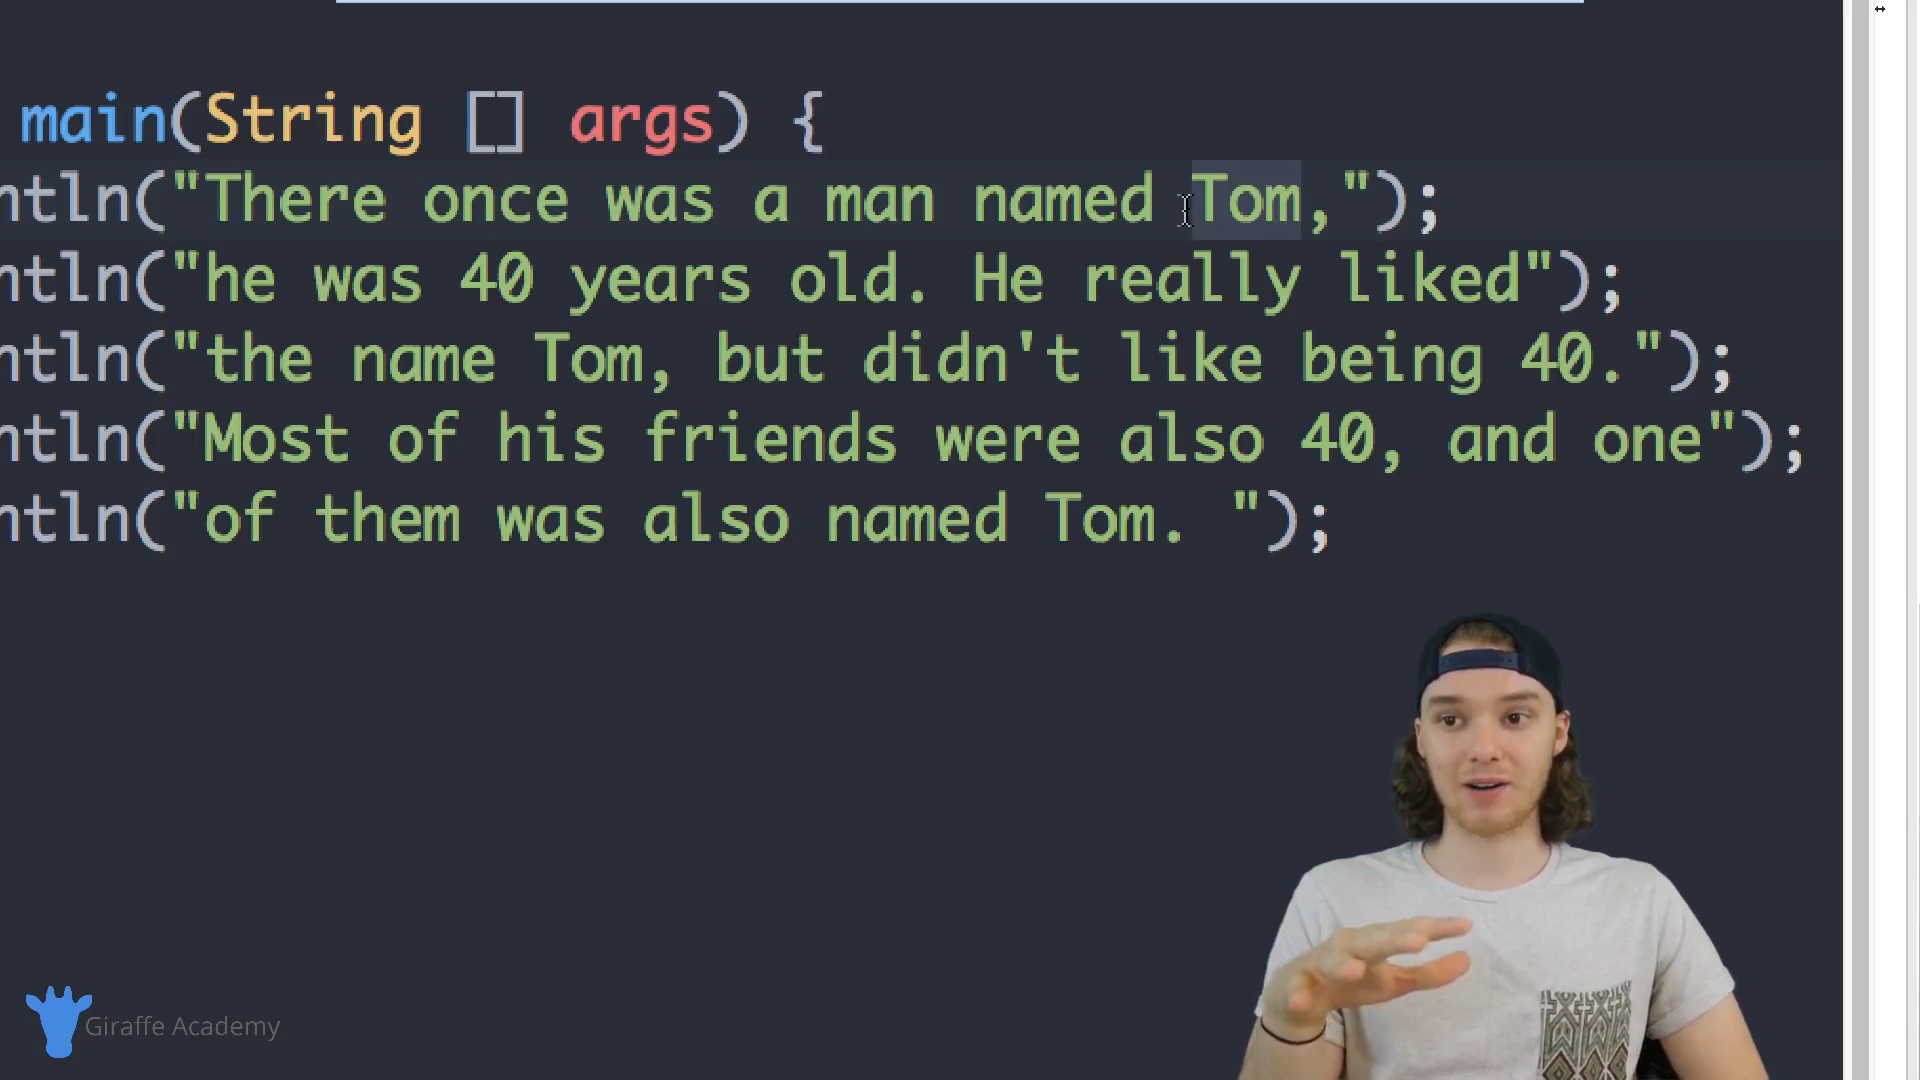 main(String [] args) {
ntln("There once was a man named Tom,");
ntln("he was 40 years old. He really liked");
ntln("the name Tom, but didn't like being 40.");
ntln("Most of his friends were also 40, and one");
ntln("of them was also named Tom. ");
Giraffe Academy